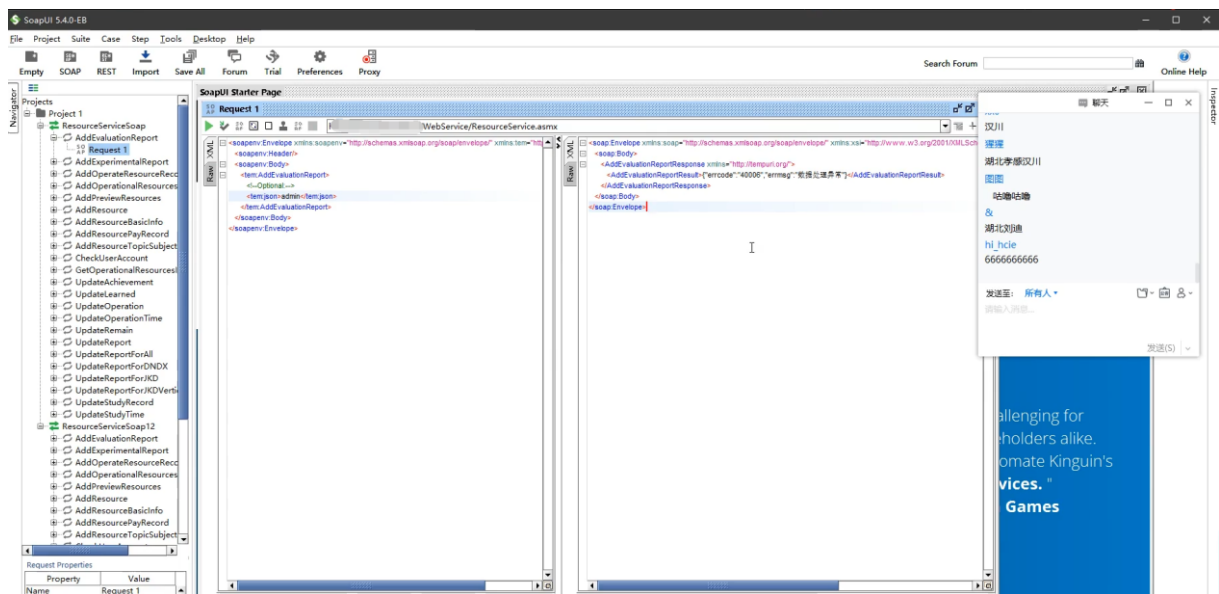 SoapUI 5.4.0-EB
File Project Suite Case Step Tools Desktop Help
Empty SOAP REST Import Save All Forum Trial Preferences Proxy
Search Forum
Online Help
Navigator
Projects
Project 1
ResourceServiceSoap
AddEvaluationReport
Request 1
AddExperimentalReport
AddOperateResourceReco
AddOperationalResources
AddPreviewResources
AddResource
AddResourceBasicInfo
AddResourcePayRecord
AddResourceTopicSubject
CheckUserAccount
GetOperationalResourcesI
UpdateAchievement
UpdateLearned
UpdateOperation
UpdateOperationTime
UpdateRemain
UpdateReport
UpdateReportForAll
UpdateReportForDNDX
UpdateReportForJKD
UpdateReportForJKDVerti
UpdateStudyRecord
UpdateStudyTime
ResourceServiceSoap12
AddEvaluationReport
AddExperimentalReport
AddOperateResourceReco
AddOperationalResources
AddPreviewResources
AddResource
AddResourceBasicInfo
AddResourcePayRecord
AddResourceTopicSubject
Request Properties
Property Value
Name Request 1
SoapUI Starter Page
Request 1
/WebService/ResourceService.asmx
XML
Raw
<soapenv:Envelope xmlns:soapenv="http://schemas.xmlsoap.org/soap/envelope/" xmlns:tem="http
<soapenv:Header/>
<soapenv:Body>
<tem:AddEvaluationReport>
<!--Optional:-->
<tem:json>admin</tem:json>
</tem:AddEvaluationReport>
</soapenv:Body>
</soapenv:Envelope>
XML
Raw
<soap:Envelope xmlns:soap="http://schemas.xmlsoap.org/soap/envelope/" xmlns:xsi="http://www.w3.org/2001/XMLSch
<soap:Body>
<AddEvaluationReportResponse xmlns="http://tempuri.org/">
<AddEvaluationReportResult>{"errcode":"40006","errmsg":"数据处理异常"}</AddEvaluationReportResult>
</AddEvaluationReportResponse>
</soap:Body>
</soap:Envelope>
Inspector
聊天
汉川
猩猩
湖北孝感汉川
图图
咕噜咕噜
&
湖北刘迪
hi_hcie
6666666666
发送至: 所有人
请输入消息...
发送(S)
allenging for
holders alike.
omate Kinguin's
vices. "
Games